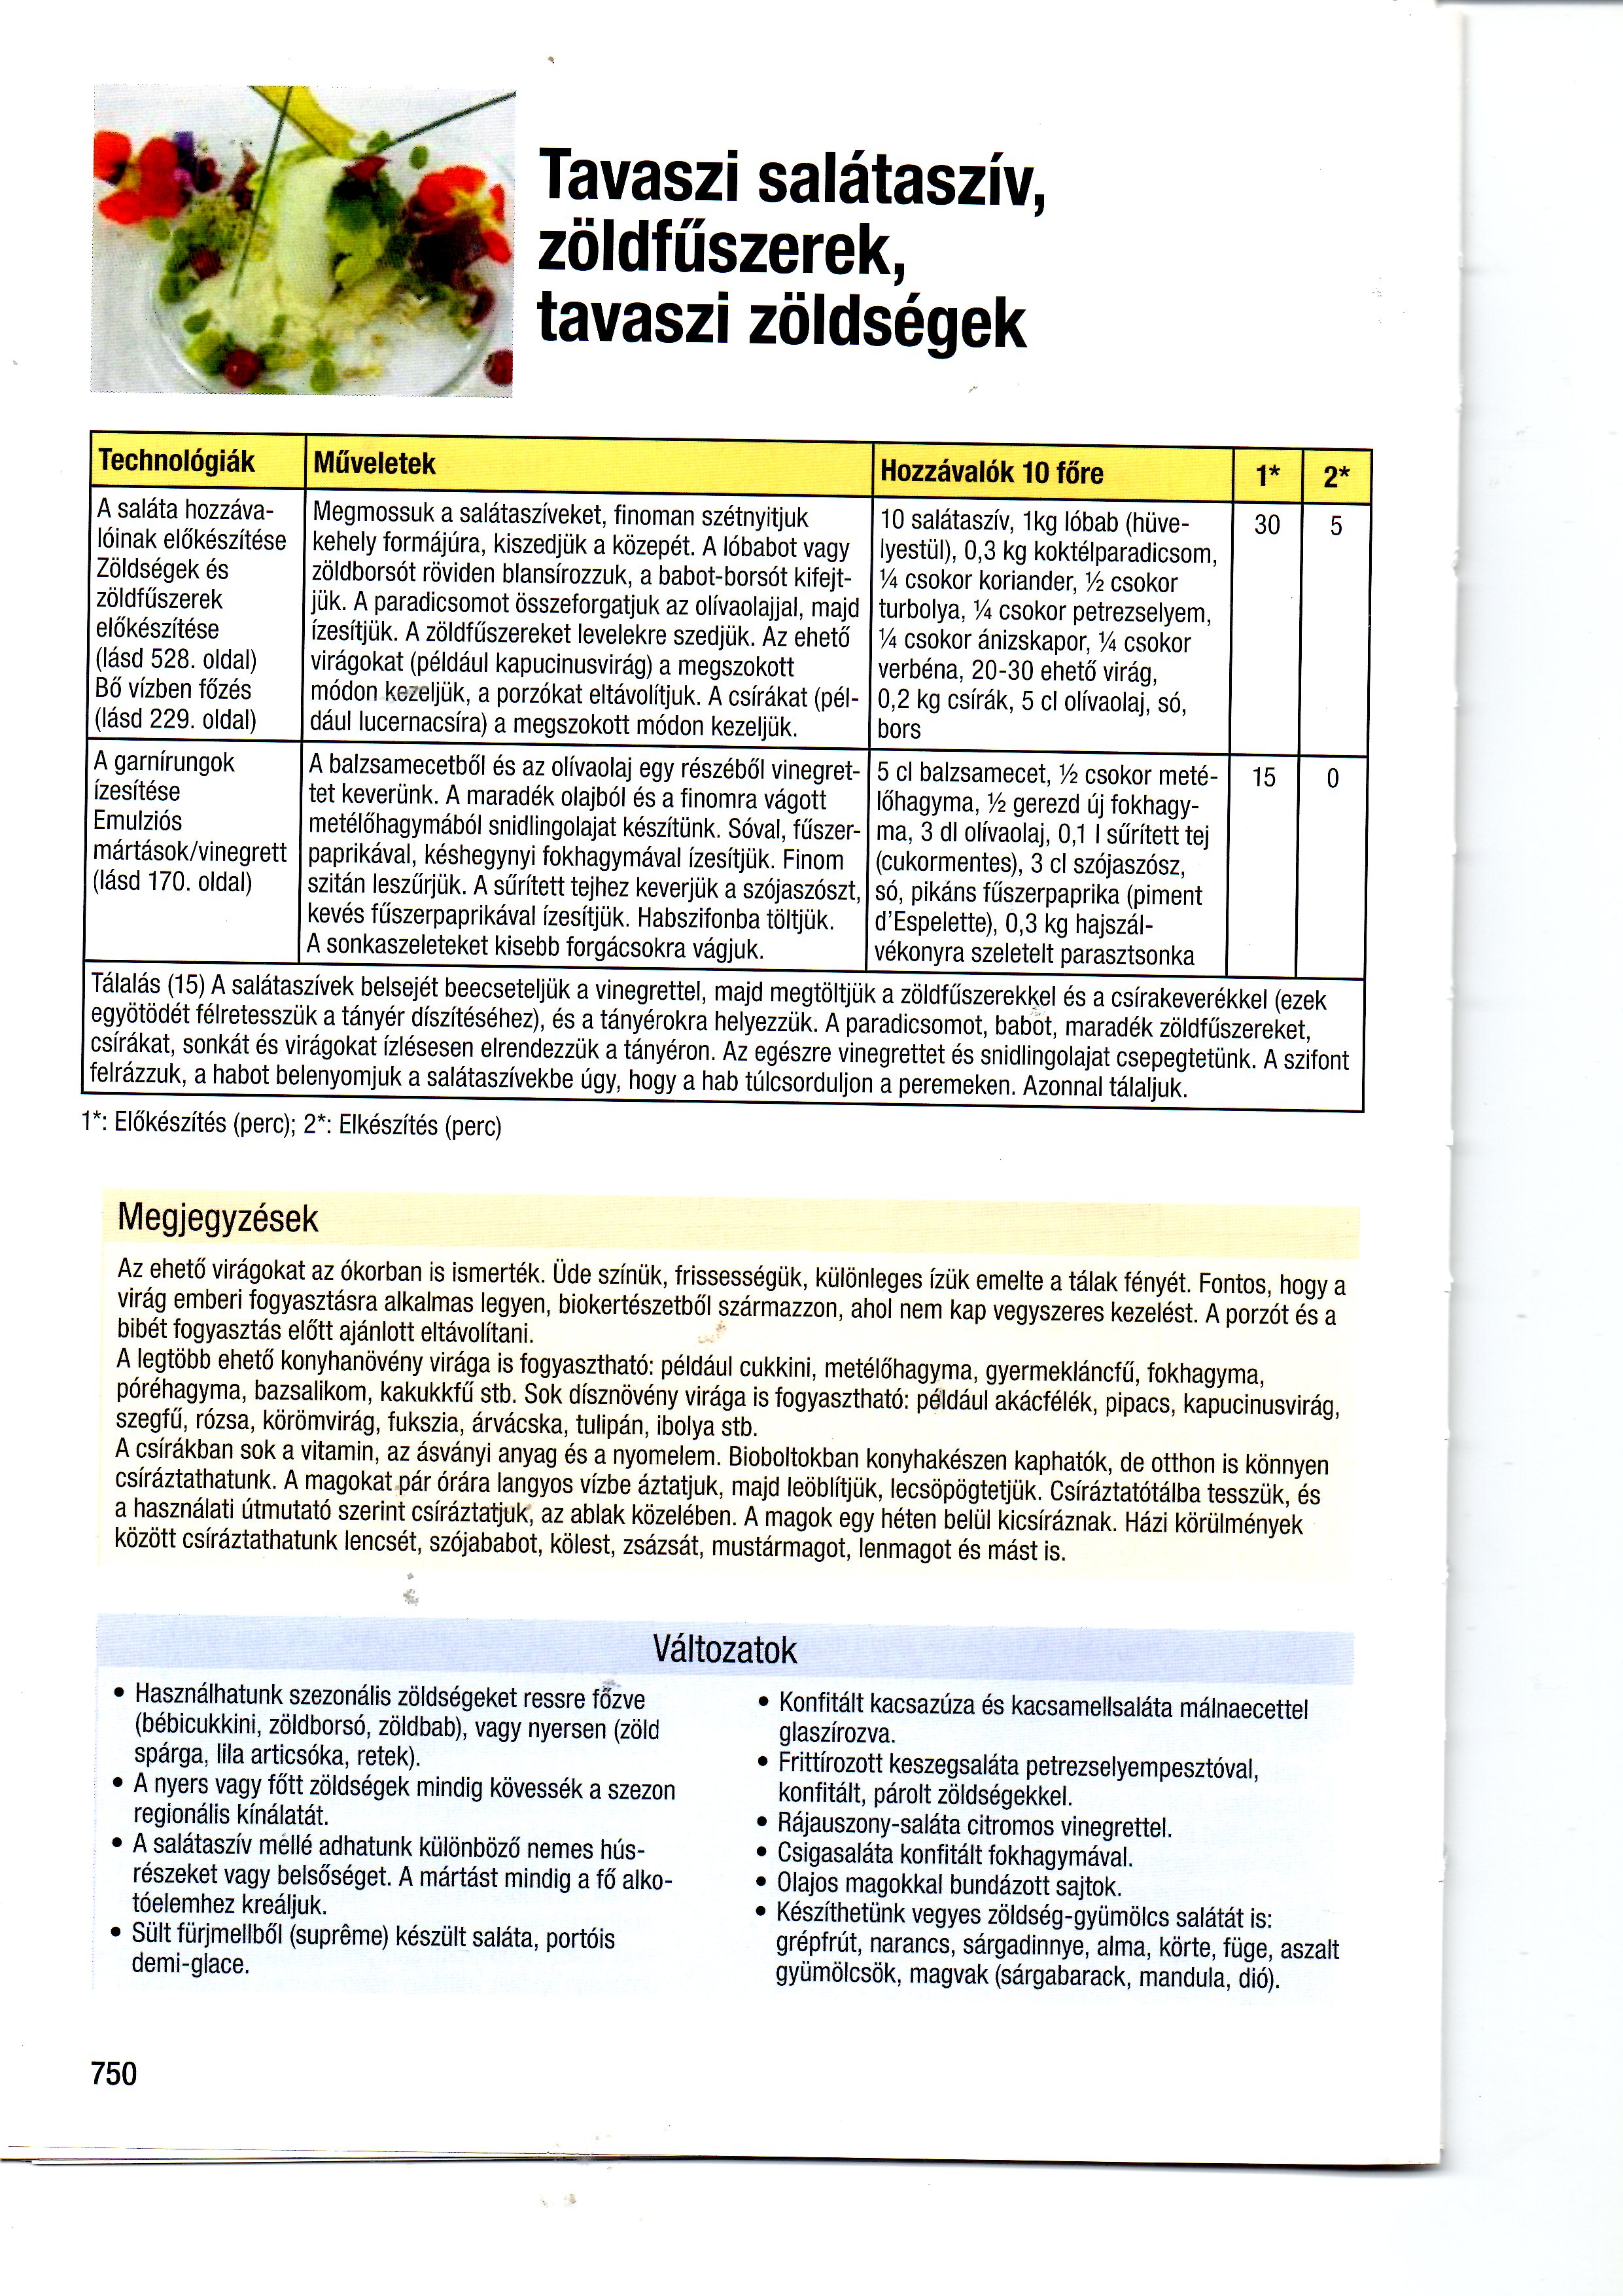 Tavaszi salátaszív,
zöldfűszerek,
tavaszi zöldségek
Technológiák
Műveletek
Hozzávalók 10 főre
1*
2*
A saláta hozzáva-
lóinak előkészítése
Zöldségek és
zöldfűszerek
előkészítése
(lásd 528. oldal)
Bő vízben főzés
(lásd 229. oldal)
Megmossuk a salátaszíveket, finoman szétnyitjuk
kehely formájúra, kiszedjük a közepét. A lóbabot vagy
zöldborsót röviden blansírozzuk, a babot-borsót kifejt-
jük. A paradicsomot összeforgatjuk az olívaolajjal, majd
ízesítjük. A zöldfűszereket levelekre szedjük. Az ehető
virágokat (például kapucinusvirág) a megszokott
módon kezeljük, a porzókat eltávolítjuk. A csírákat (pél-
dául lucernacsíra) a megszokott módon kezeljük.
10 salátaszív, 1kg lóbab (hüve-
lyestül), 0,3 kg koktélparadicsom,
¼ csokor koriander, ½ csokor
turbolya, ¼ csokor petrezselyem,
¼ csokor ánizskapor, ¼ csokor
verbéna, 20-30 ehető virág,
0,2 kg csírák, 5 cl olívaolaj, só,
bors
30
5
A garnírungok
ízesítése
Emulziós
mártások/vinegrett
(lásd 170. oldal)
A balzsamecetből és az olívaolaj egy részéből vinegret-
tet keverünk. A maradék olajból és a finomra vágott
metélőhagymából snidlingolajat készítünk. Sóval, fűszer-
paprikával, késhegynyi fokhagymával ízesítjük. Finom
szitán leszűrjük. A sűrített tejhez keverjük a szójaszószt,
kevés fűszerpaprikával ízesítjük. Habszifonba töltjük.
A sonkaszeleteket kisebb forgácsokra vágjuk.
5 cl balzsamecet, ½ csokor meté-
lőhagyma, ½ gerezd új fokhagy-
ma, 3 dl olívaolaj, 0,1 l sűrített tej
(cukormentes), 3 cl szójaszósz,
só, pikáns fűszerpaprika (piment
d'Espelette), 0,3 kg hajszál-
vékonyra szeletelt parasztsonka
15
0
Tálalás (15) A salátaszívek belsejét beecseteljük a vinegrettel, majd megtöltjük a zöldfűszerekkel és a csírakeverékkel (ezek
egyötödét félretesszük a tányér díszítéséhez), és a tányérokra helyezzük. A paradicsomot, babot, maradék zöldfűszereket,
csírákat, sonkát és virágokat ízlésesen elrendezzük a tányéron. Az egészre vinegrettet és snidlingolajat csepegtetünk. A szifont
felrázzuk, a habot belenyomjuk a salátaszívekbe úgy, hogy a hab túlcsorduljon a peremeken. Azonnal tálaljuk.
1*: Előkészítés (perc); 2*: Elkészítés (perc)
Megjegyzések
Az ehető virágokat az ókorban is ismerték. Üde színük, frissességük, különleges ízük emelte a tálak fényét. Fontos, hogy a
virág emberi fogyasztásra alkalmas legyen, biokertészetből származzon, ahol nem kap vegyszeres kezelést. A porzót és a
bibét fogyasztás előtt ajánlott eltávolítani.
A legtöbb ehető konyhanövény virága is fogyasztható: például cukkini, metélőhagyma, gyermekláncfű, fokhagyma,
póréhagyma, bazsalikom, kakukkfű stb. Sok dísznövény virága is fogyasztható: például akácfélék, pipacs, kapucinusvirág,
szegfű, rózsa, körömvirág, fukszia, árvácska, tulipán, ibolya stb.
A csírákban sok a vitamin, az ásványi anyag és a nyomelem. Bioboltokban konyhakészen kaphatók, de otthon is könnyen
csíráztathatunk. A magokat pár órára langyos vízbe áztatjuk, majd leöblítjük, lecsöpögtetjük. Csíráztatótálba tesszük, és
a használati útmutató szerint csíráztatjuk, az ablak közelében. A magok egy héten belül kicsíráznak. Házi körülmények
között csíráztathatunk lencsét, szójababot, kölest, zsázsát, mustármagot, lenmagot és mást is.
Változatok
• Használhatunk szezonális zöldségeket ressre főzve
(bébicukkini, zöldborsó, zöldbab), vagy nyersen (zöld
spárga, lila articsóka, retek).
• A nyers vagy főtt zöldségek mindig kövessék a szezon
regionális kínálatát.
• A salátaszív mellé adhatunk különböző nemes hús-
részeket vagy belsőséget. A mártást mindig a fő alko-
tóelemhez kreáljuk.
• Sült fürjmellből (suprême) készült saláta, portóis
demi-glace.
• Konfitált kacsazúza és kacsamellsaláta málnaecettel
glaszírozva.
• Frittírozott keszegsaláta petrezselyempesztóval,
konfitált, párolt zöldségekkel.
• Rájauszony-saláta citromos vinegrettel.
• Csigasaláta konfitált fokhagymával.
• Olajos magokkal bundázott sajtok.
• Készíthetünk vegyes zöldség-gyümölcs salátát is:
grépfrút, narancs, sárgadinnye, alma, körte, füge, aszalt
gyümölcsök, magvak (sárgabarack, mandula, dió).
750